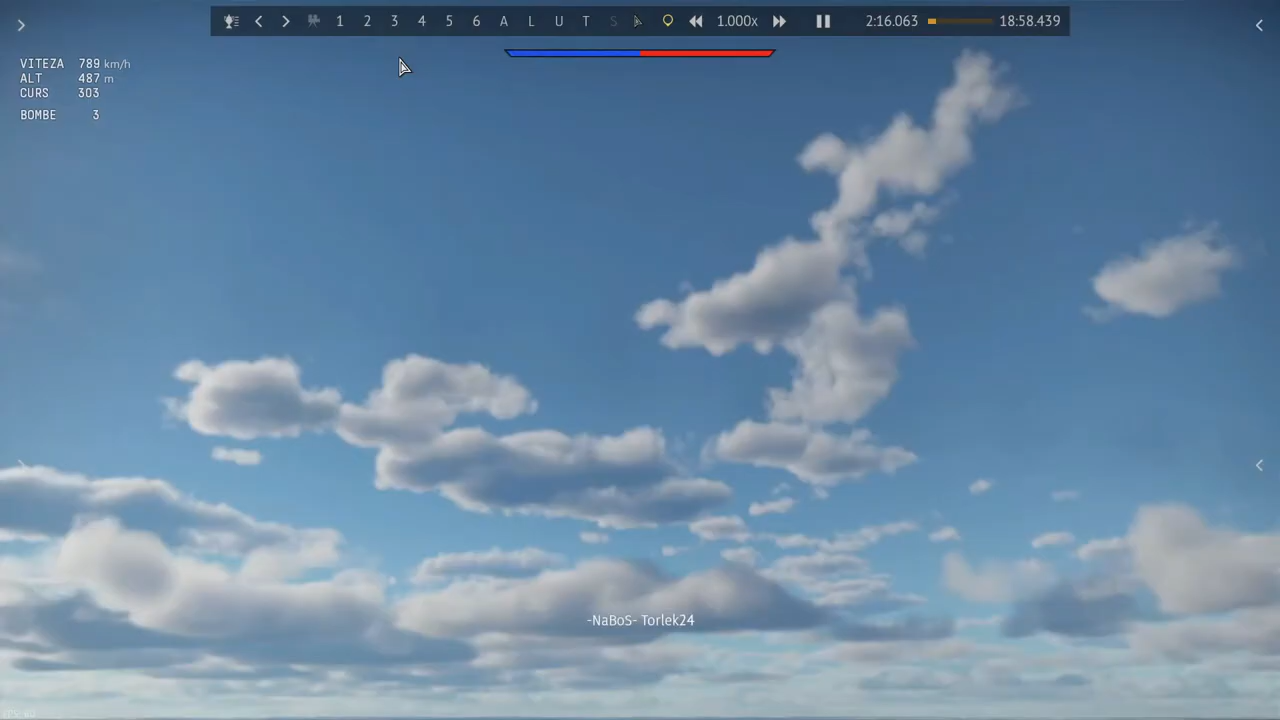 1 2 3 4 5 6 A L U T S 1.000x 2:16.063 18:58.439
VITEZA 789 km/h
ALT 487 m
CURS 303
BOMBE 3
-NaBoS- Torlek24